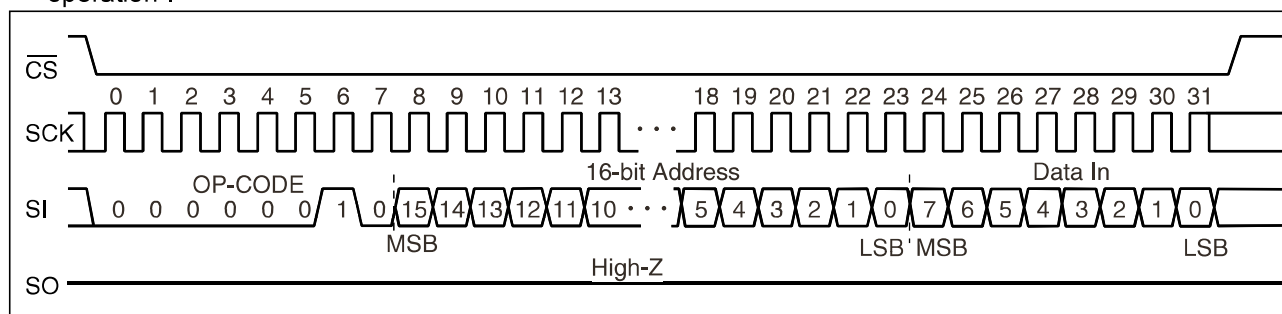 operation .
CS
0 1 2 3 4 5 6 7 8 9 10 11 12 13 18 19 20 21 22 23 24 25 26 27 28 29 30 31
SCK
···
OP-CODE 16-bit Address Data In
SI
0 0 0 0 0 0 1 0 15 14 13 12 11 10 ··· 5 4 3 2 1 0 7 6 5 4 3 2 1 0
MSB LSB MSB LSB
High-Z
SO